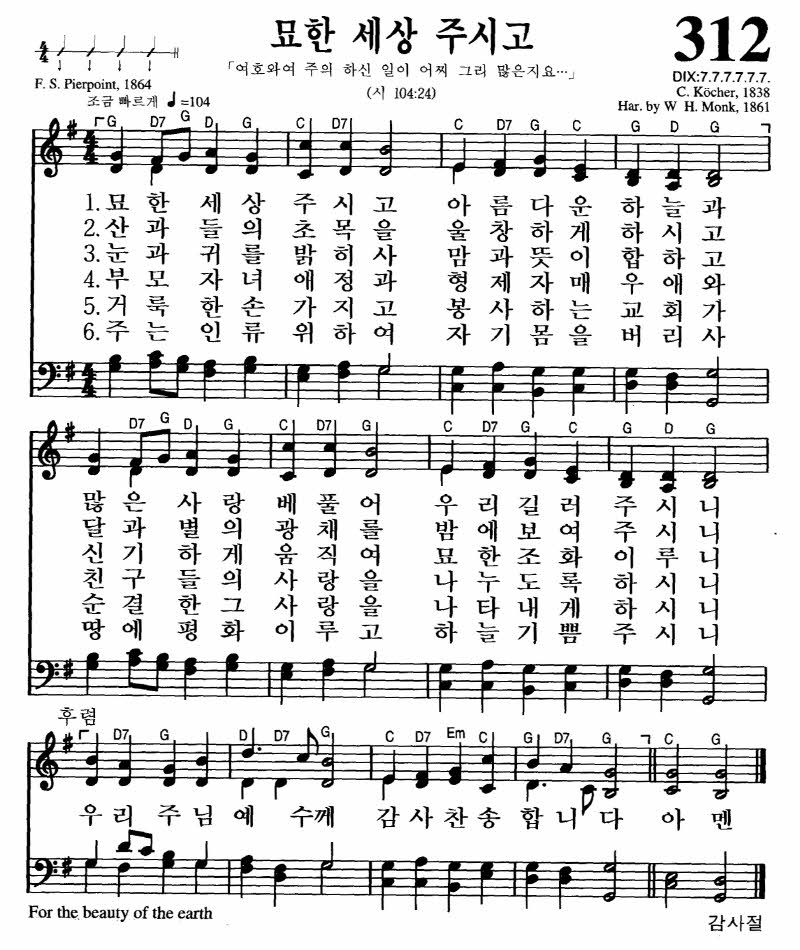 묘한 세상 주시고
312
「여호와여 주의 하신 일이 어찌 그리 많은지요…」
(시 104:24)
F. S. Pierpoint, 1864
DIX:7.7.7.7.7.7.
C. Köcher, 1838
Har. by W H. Monk, 1861
조금 빠르게 ♩=104
G D7 G D G C D7 G C G C G D G
1. 묘 한 세 상 주 시 고 아 름 다 운 하 늘 과
2. 산 과 들 의 초 목 을 울 창 하 게 하 시 고
3. 눈 과 귀 를 밝 히 사 맘 과 뜻 이 합 하 고
4. 부 모 자 녀 애 정 과 형 제 자 매 우 애 와
5. 거 룩 한 손 가 지 고 봉 사 하 는 교 회 가
6. 주 는 인 류 위 하 여 자 기 몸 을 버 리 사
D7 G D G C D7 G C D7 G C G D G
많 은 사 랑 베 풀 어 우 리 길 러 주 시 니
달 과 별 의 광 채 를 밤 에 보 여 주 시 니
신 기 하 게 움 직 여 묘 한 조 화 이 루 니
친 구 들 의 사 랑 을 나 누 도 록 하 시 니
순 결 한 그 사 랑 을 나 타 내 게 하 시 니
땅 에 평 화 이 루 고 하 늘 기 쁨 주 시 니
후 렴
G D7 G D D7 G C D7 Em C G D7 G C G
우 리 주 님 예 수 께 감 사 찬 송 합 니 다 아 멘
For the beauty of the earth
감사절